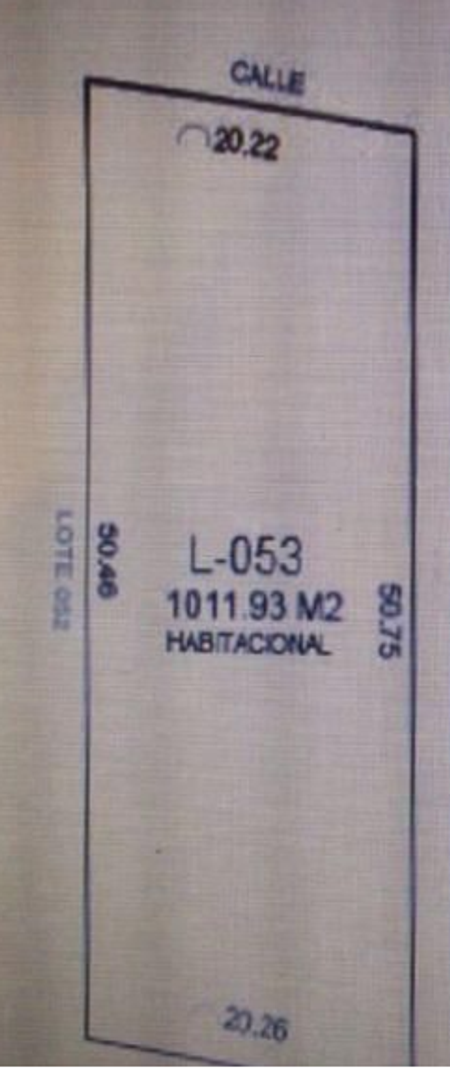 CALLE
20.22
LOTE 052
50.46
L-053
1011.93 M2
HABITACIONAL
50.75
20.26